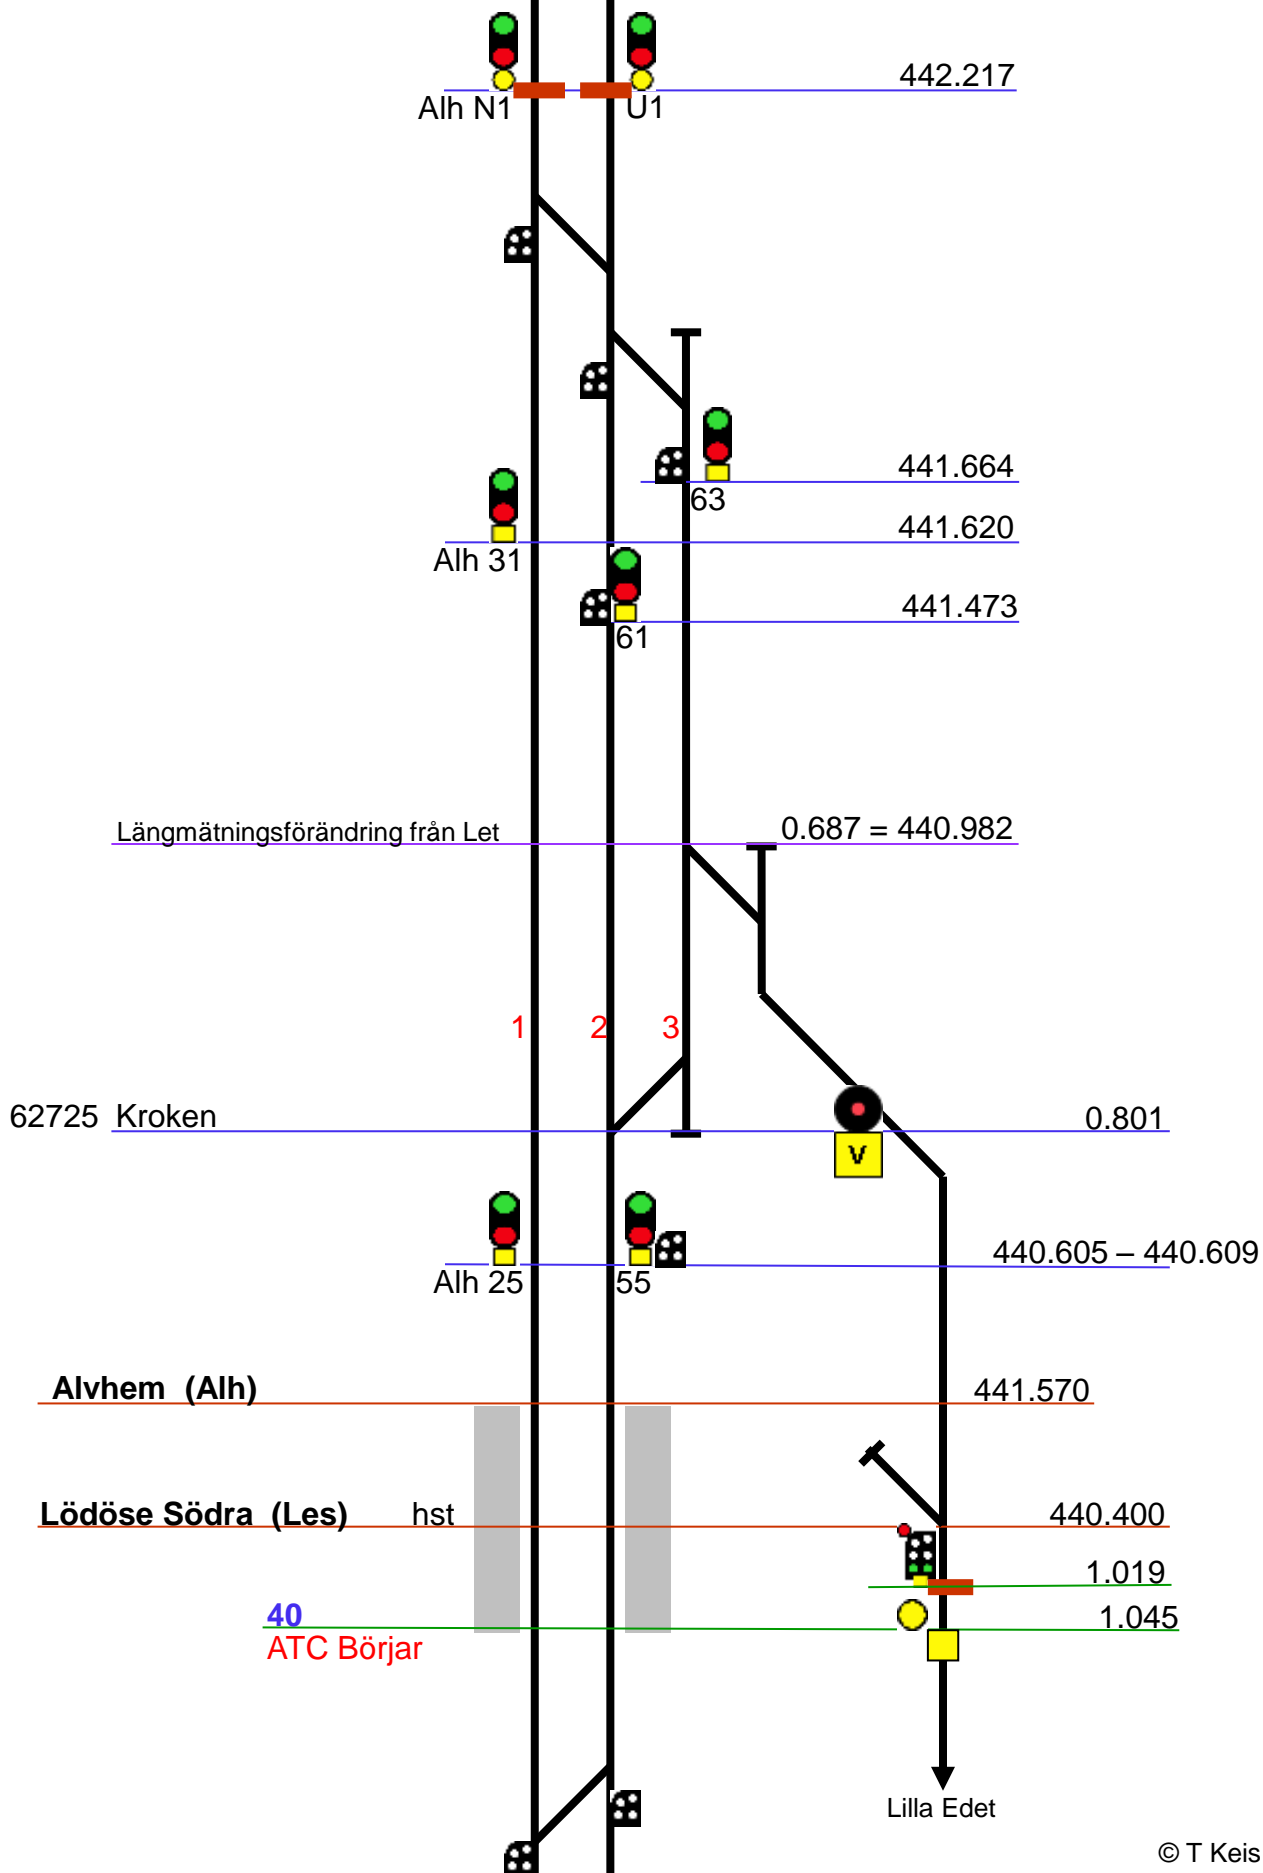 442.217
Alh N1 U1
441.664
63
441.620
Alh 31
441.473
61
Längmätningsförändring från Let 0.687 = 440.982
1 2 3
62725 Kroken 0.801
V
440.605 – 440.609
Alh 25 55
Alvhem (Alh) 441.570
Lödöse Södra (Les) hst 440.400
1.019
40 1.045
ATC Börjar
Lilla Edet
© T Keis